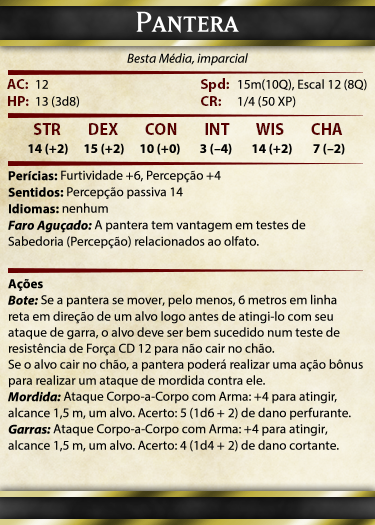 PANTERA
Besta Média, imparcial
AC: 12 Spd: 15m(10Q), Escal 12 (8Q)
HP: 13 (3d8) CR: 1/4 (50 XP)
STR DEX CON INT WIS CHA
14 (+2) 15 (+2) 10 (+0) 3 (–4) 14 (+2) 7 (–2)
Perícias: Furtividade +6, Percepção +4
Sentidos: Percepção passiva 14
Idiomas: nenhum
Faro Aguçado: A pantera tem vantagem em testes de
Sabedoria (Percepção) relacionados ao olfato.
Ações
Bote: Se a pantera se mover, pelo menos, 6 metros em linha
reta em direção de um alvo logo antes de atingi-lo com seu
ataque de garra, o alvo deve ser bem sucedido num teste de
resistência de Força CD 12 para não cair no chão.
Se o alvo cair no chão, a pantera poderá realizar uma ação bônus
para realizar um ataque de mordida contra ele.
Mordida: Ataque Corpo-a-Corpo com Arma: +4 para atingir,
alcance 1,5 m, um alvo. Acerto: 5 (1d6 + 2) de dano perfurante.
Garras: Ataque Corpo-a-Corpo com Arma: +4 para atingir,
alcance 1,5 m, um alvo. Acerto: 4 (1d4 + 2) de dano cortante.